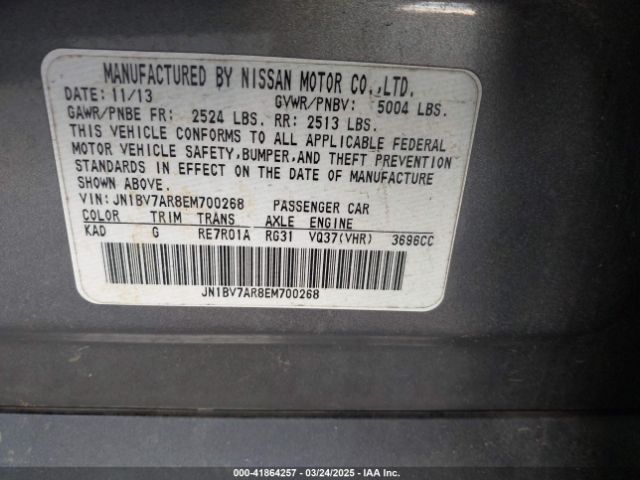 MANUFACTURED BY NISSAN MOTOR CO.,LTD.
DATE: 11/13 GVWR/PNBV: 5004 LBS.
GAWR/PNBE FR: 2524 LBS. RR: 2513 LBS.
THIS VEHICLE CONFORMS TO ALL APPLICABLE FEDERAL
MOTOR VEHICLE SAFETY,BUMPER,AND THEFT PREVENTION
STANDARDS IN EFFECT ON THE DATE OF MANUFACTURE
SHOWN ABOVE.
VIN: JN1BV7AR8EM700268 PASSENGER CAR
COLOR TRIM TRANS AXLE ENGINE
KAD G RE7R01A RG31 VQ37(VHR) 3696CC
JN1BV7AR8EM700268
000-41864257 - 03/24/2025 - IAA Inc.